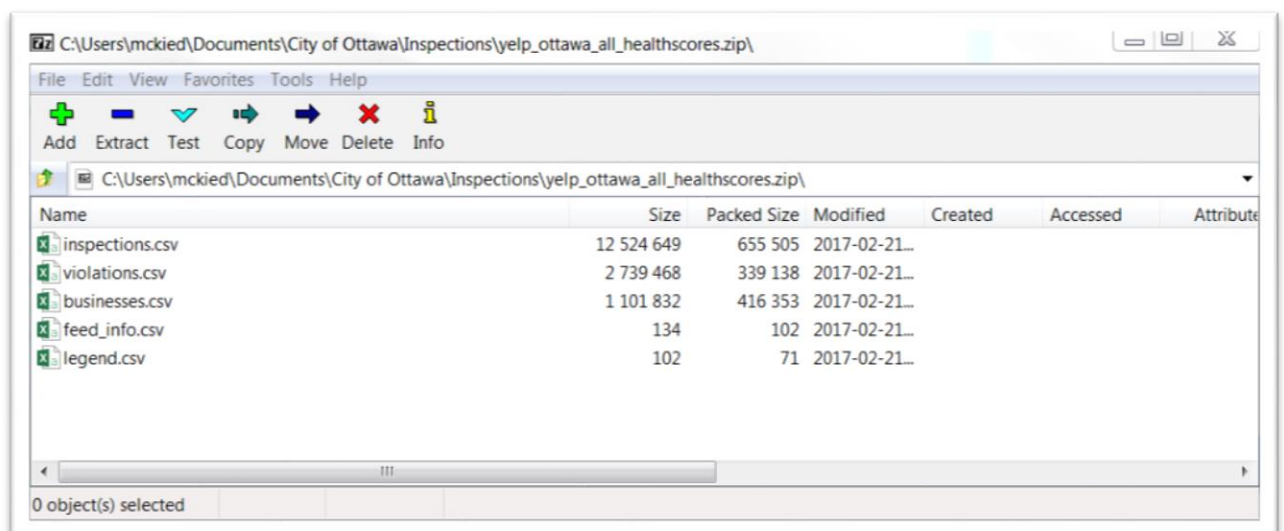 C:\Users\mckied\Documents\City of Ottawa\Inspections\yelp_ottawa_all_healthscores.zip\
File Edit View Favorites Tools Help
Add Extract Test Copy Move Delete Info
C:\Users\mckied\Documents\City of Ottawa\Inspections\yelp_ottawa_all_healthscores.zip\
Name Size Packed Size Modified Created Accessed Attribute
inspections.csv 12 524 649 655 505 2017-02-21...
violations.csv 2 739 468 339 138 2017-02-21...
businesses.csv 1 101 832 416 353 2017-02-21...
feed_info.csv 134 102 2017-02-21...
legend.csv 102 71 2017-02-21...
0 object(s) selected